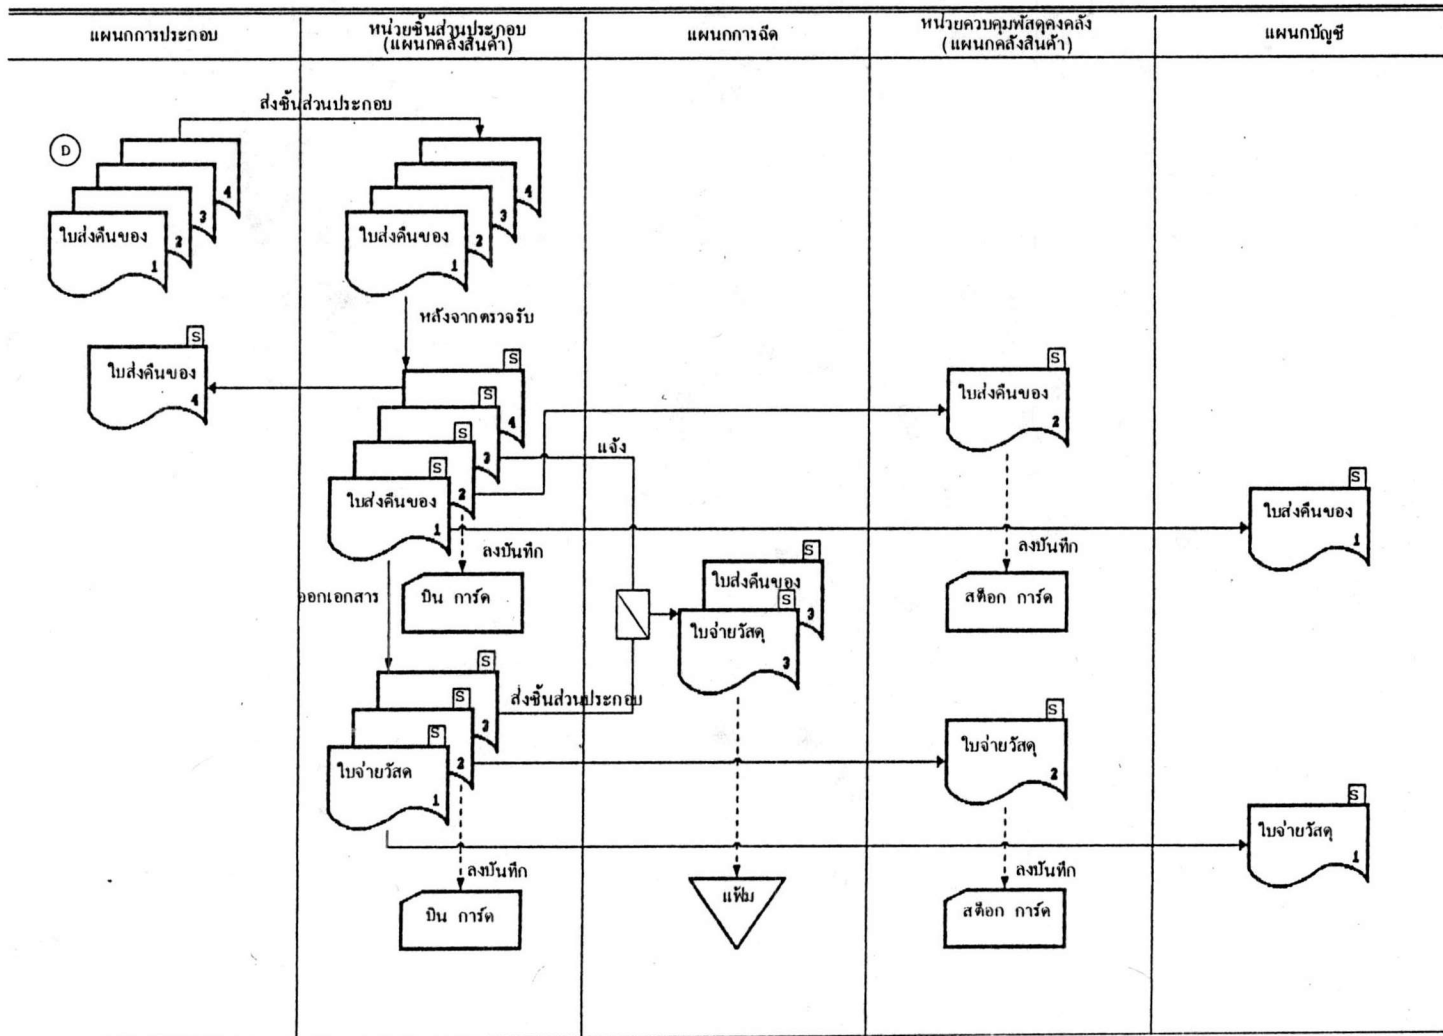 แผนกการประกอบ
หน่วยชิ้นส่วนประกอบ
(แผนกคลังสินค้า)
แผนกการฉีด
หน่วยควบคุมพัสดุคงคลัง
(แผนกคลังสินค้า)
แผนกบัญชี
ส่งชิ้นส่วนประกอบ
D
4
3
2
ใบส่งคืนของ
1
4
3
2
ใบส่งคืนของ
1
หลังจากตรวจรับ
S
ใบส่งคืนของ
4
S
4
S
3
S
2
S
ใบส่งคืนของ
1
แจ้ง
S
ใบส่งคืนของ
2
S
ใบส่งคืนของ
1
ลงบันทึก
บิน การ์ด
ออกเอกสาร
S
ใบส่งคืนของ
3
S
ใบจ่ายวัสดุ
3
ลงบันทึก
สต็อก การ์ด
S
3
S
2
S
ใบจ่ายวัสด
1
ส่งชิ้นส่วนประกอบ
S
ใบจ่ายวัสดุ
2
S
ใบจ่ายวัสดุ
1
ลงบันทึก
บิน การ์ด
แฟ้ม
ลงบันทึก
สต็อก การ์ด